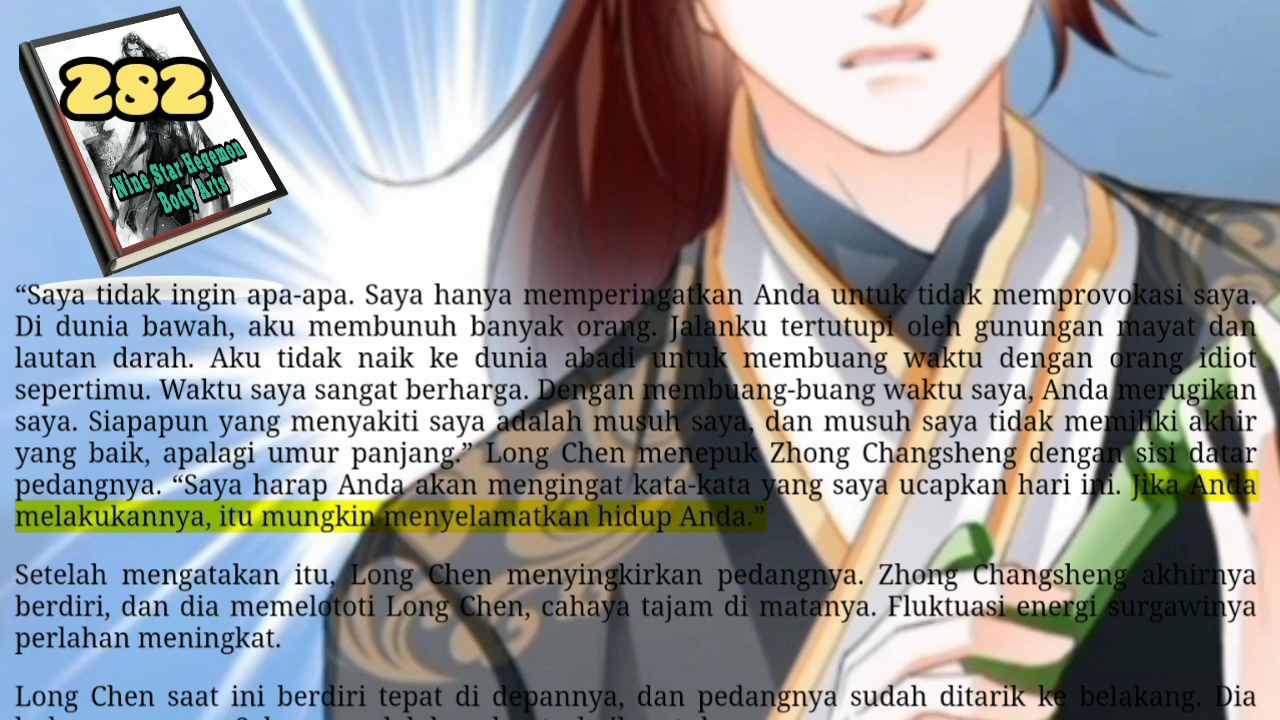 282
Nine Star Hegemon
Body Arts
“Saya tidak ingin apa-apa. Saya hanya memperingatkan Anda untuk tidak memprovokasi saya.
Di dunia bawah, aku membunuh banyak orang. Jalanku tertutupi oleh gunungan mayat dan
lautan darah. Aku tidak naik ke dunia abadi untuk membuang waktu dengan orang idiot
sepertimu. Waktu saya sangat berharga. Dengan membuang-buang waktu saya, Anda merugikan
saya. Siapapun yang menyakiti saya adalah musuh saya, dan musuh saya tidak memiliki akhir
yang baik, apalagi umur panjang.” Long Chen menepuk Zhong Changsheng dengan sisi datar
pedangnya. “Saya harap Anda akan mengingat kata-kata yang saya ucapkan hari ini. Jika Anda
melakukannya, itu mungkin menyelamatkan hidup Anda.”
Setelah mengatakan itu, Long Chen menyingkirkan pedangnya. Zhong Changsheng akhirnya
berdiri, dan dia memelototi Long Chen, cahaya tajam di matanya. Fluktuasi energi surgawinya
perlahan meningkat.
Long Chen saat ini berdiri tepat di depannya, dan pedangnya sudah ditarik ke belakang. Dia